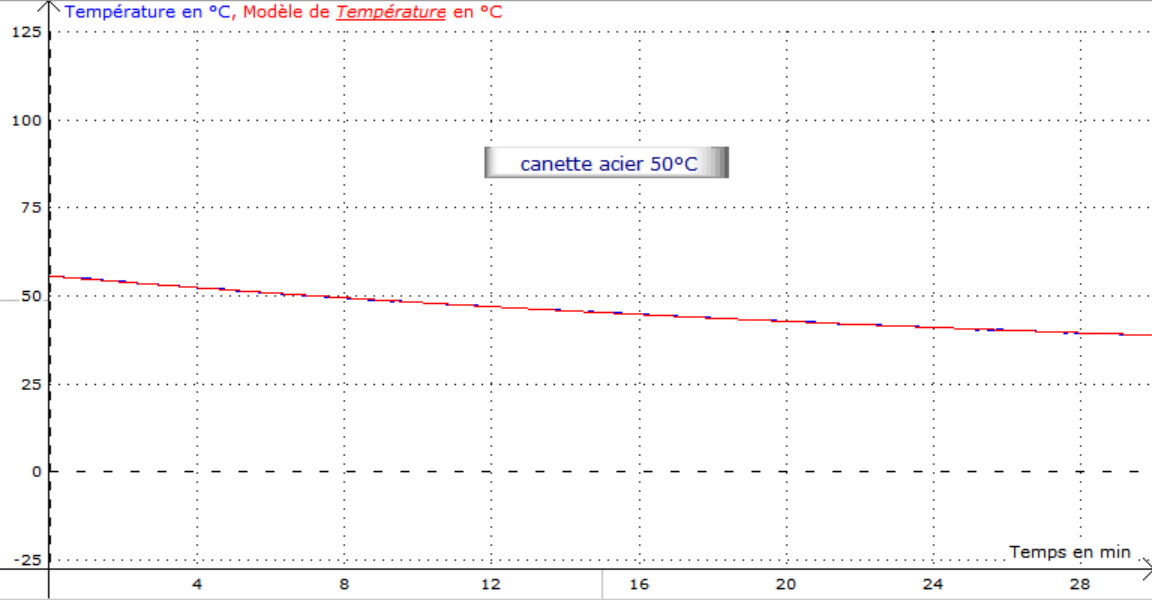 Température en °C, Modèle de Température en °C
125
100
canette acier 50°C
75
50
25
0
-25
Temps en min
4 8 12 16 20 24 28